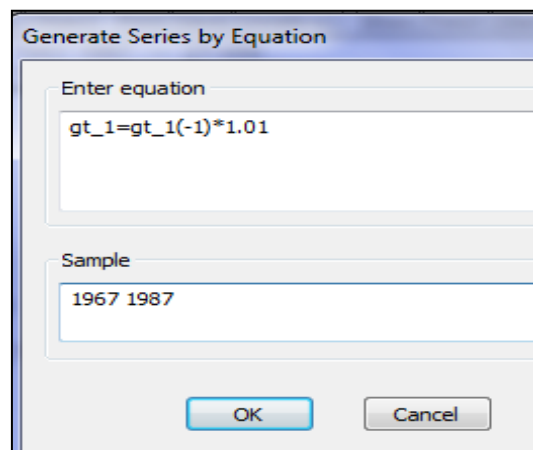 Generate Series by Equation
Enter equation
gt_1=gt_1(-1)*1.01
Sample
1967 1987
OK
Cancel